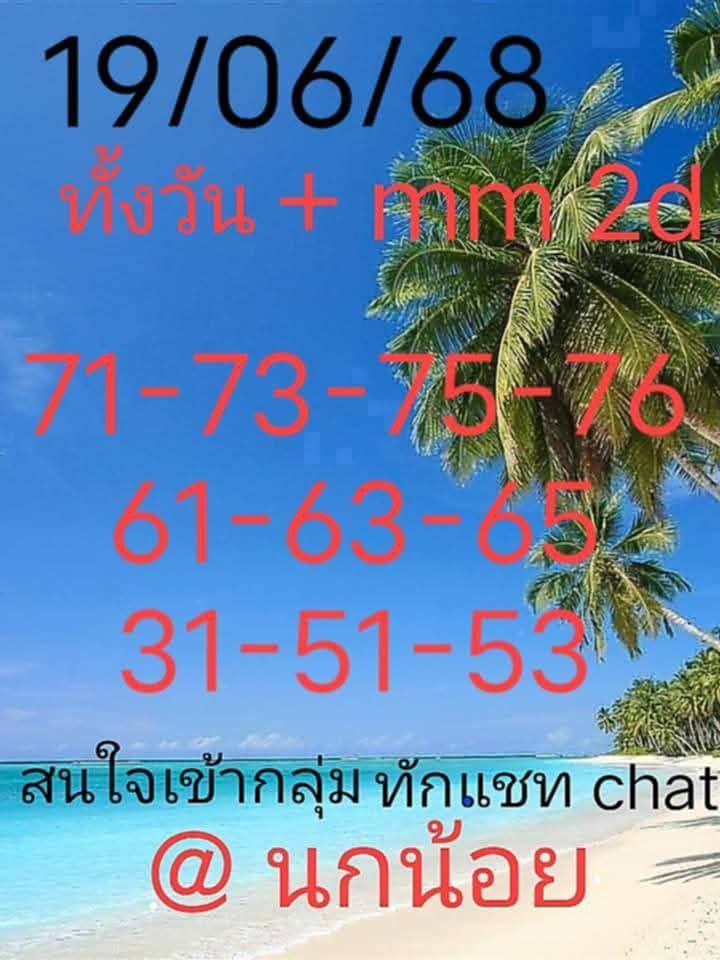 19/06/68
ทั้งวัน + mm 2d
71-73-75-76
61-63-65
31-51-53
สนใจเข้ากลุ่ม ทักแชท chat
@ นกน้อย